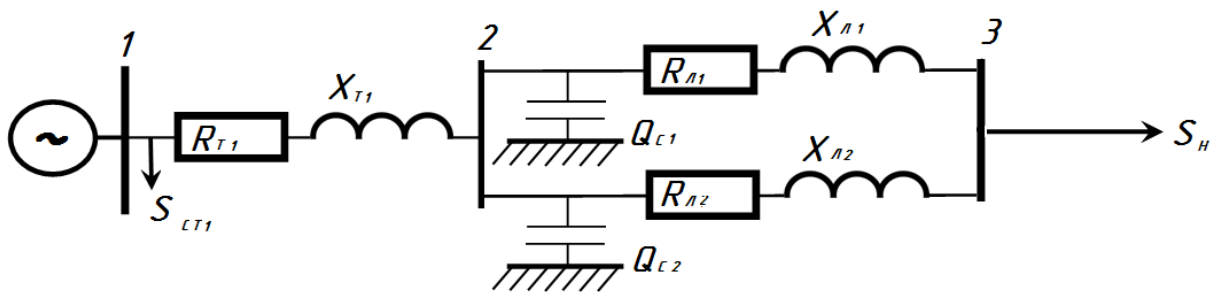 1
2
3
~
R т1
X т1
S ст1
Q с1
Q с2
R л1
X л1
R л2
X л2
S н